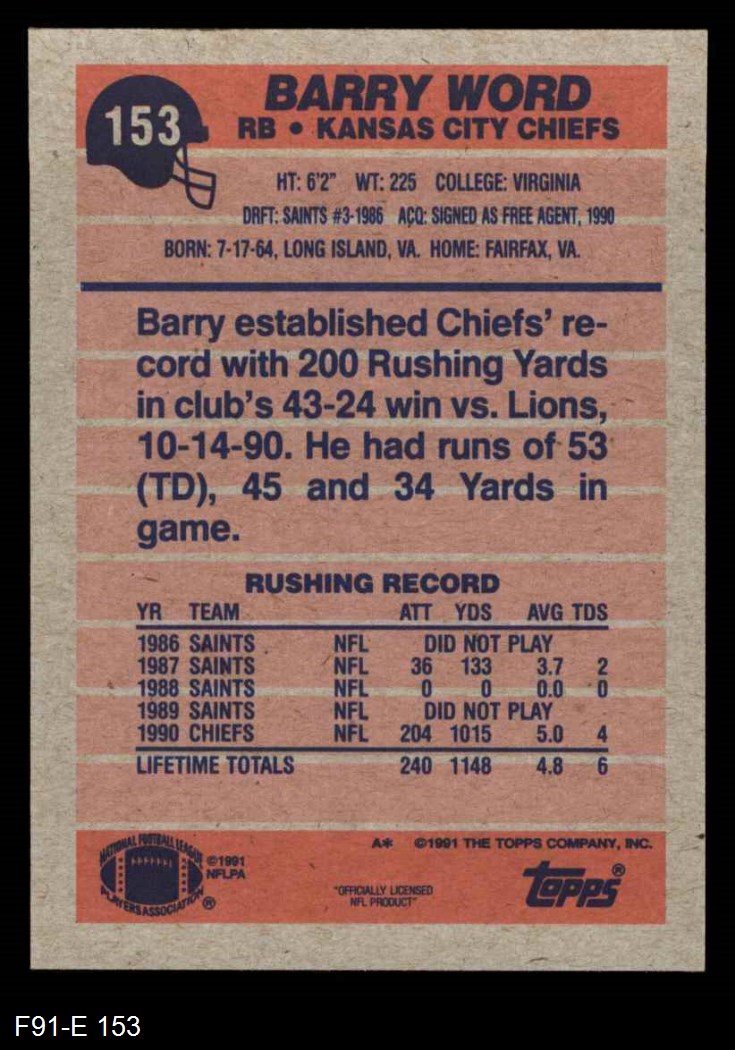 153
BARRY WORD
RB • KANSAS CITY CHIEFS
HT: 6'2" WT: 225 COLLEGE: VIRGINIA
DRFT: SAINTS #3-1986 ACQ: SIGNED AS FREE AGENT, 1990
BORN: 7-17-64, LONG ISLAND, VA. HOME: FAIRFAX, VA.
Barry established Chiefs' re-
cord with 200 Rushing Yards
in club's 43-24 win vs. Lions,
10-14-90. He had runs of 53
(TD), 45 and 34 Yards in
game.
RUSHING RECORD
YR TEAM ATT YDS AVG TDS
1986 SAINTS NFL DID NOT PLAY
1987 SAINTS NFL 36 133 3.7 2
1988 SAINTS NFL 0 0 0.0 0
1989 SAINTS NFL DID NOT PLAY
1990 CHIEFS NFL 204 1015 5.0 4
LIFETIME TOTALS 240 1148 4.8 6
A* ©1991 THE TOPPS COMPANY, INC.
NATIONAL FOOTBALL LEAGUE
PLAYERS ASSOCIATION ®
©1991
NFLPA
"OFFICIALLY LICENSED
NFL PRODUCT"
topps®
F91-E 153